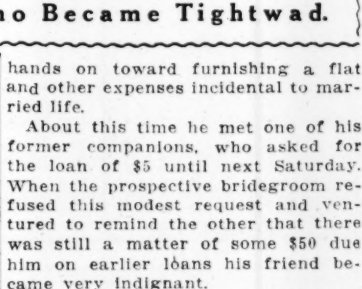 no Became Tightwad.
hands on toward furnishing a flat
and other expenses incidental to mar-
ried life.
About this time he met one of his
former companions, who asked for
the loan of $5 until next Saturday.
When the prospective bridegroom re-
fused this modest request and ven-
tured to remind the other that there
was still a matter of some $50 due
him on earlier loans his friend be-
came very indignant.